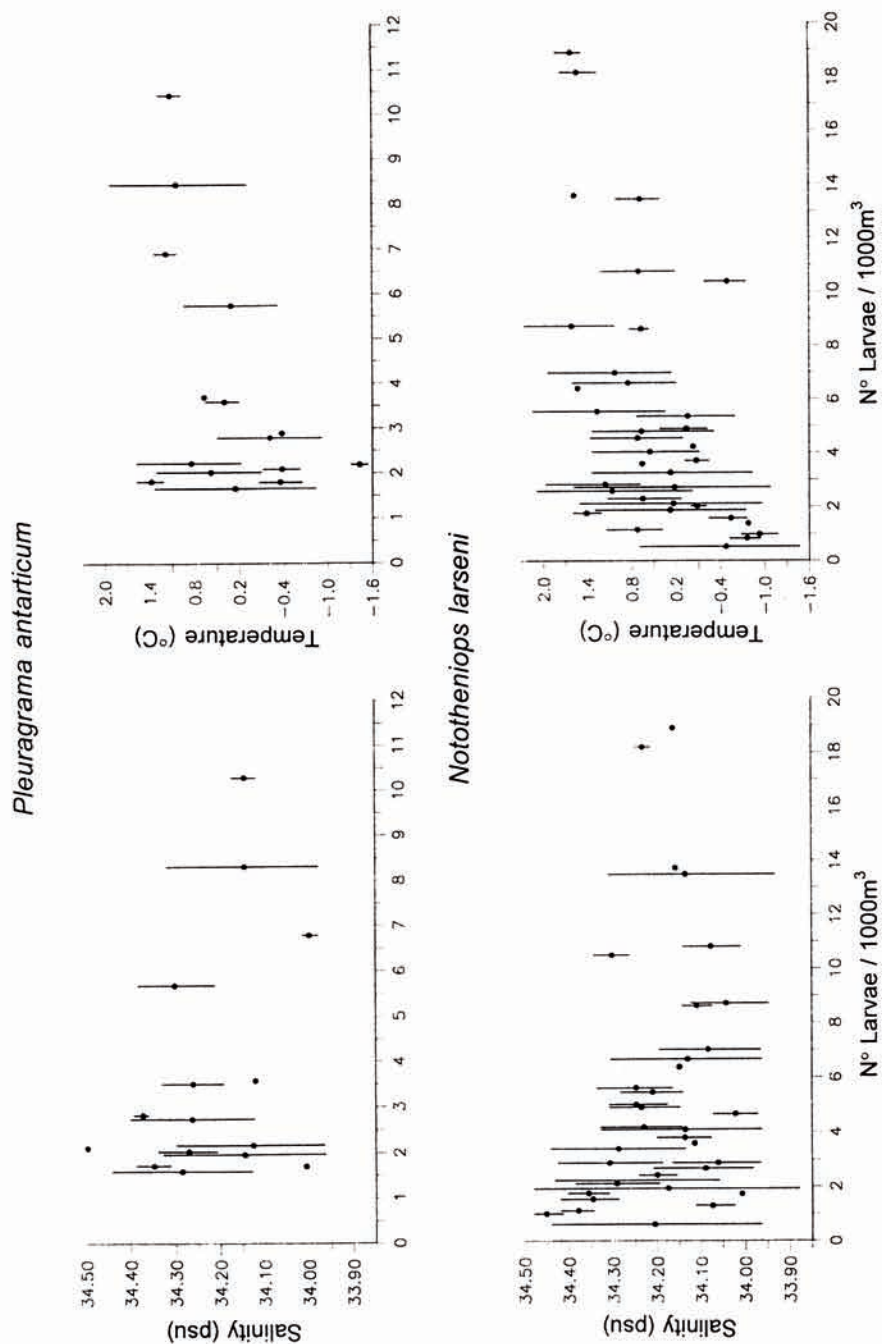 Pleuragrama antarticum
Salinity (psu)
34.50
34.40
34.30
34.20
34.10
34.00
33.90
0 1 2 3 4 5 6 7 8 9 10 11 12
Temperature (°C)
2.0
1.4
0.8
0.2
−0.4
−1.0
−1.6
0 1 2 3 4 5 6 7 8 9 10 11 12
Nototheniops larseni
Salinity (psu)
34.50
34.40
34.30
34.20
34.10
34.00
33.90
0 2 4 6 8 10 12 14 16 18 20
N° Larvae / 1000m³
Temperature (°C)
2.0
1.4
0.8
0.2
−0.4
−1.0
−1.6
0 2 4 6 8 10 12 14 16 18 20
N° Larvae / 1000m³